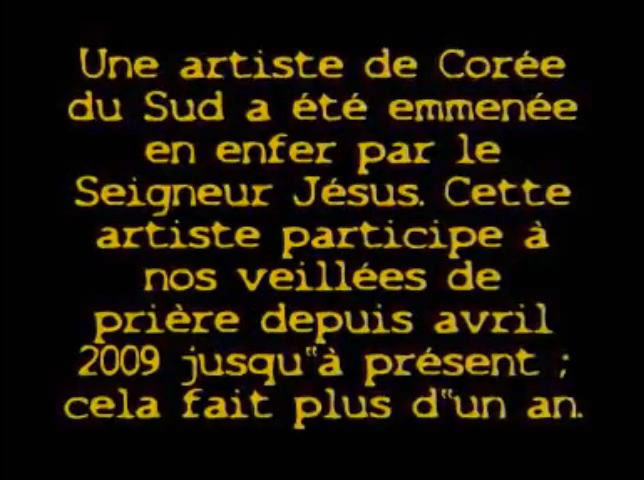 Une artiste de Corée
du Sud a été emmenée
en enfer par le
Seigneur Jésus. Cette
artiste participe à
nos veillées de
prière depuis avril
2009 jusqu‟à présent ;
cela fait plus d‟un an.